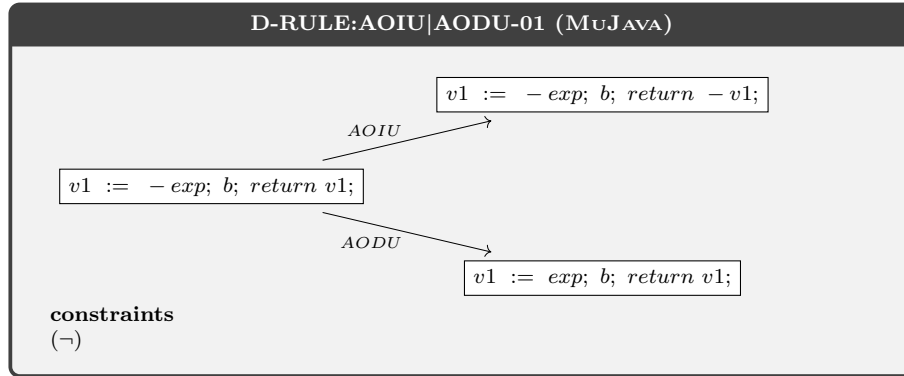 D-RULE:AOIU|AODU-01 (MUJAVA)
v1 := − exp; b; return − v1;
AOIU
v1 := − exp; b; return v1;
AODU
v1 := exp; b; return v1;
constraints
(¬)